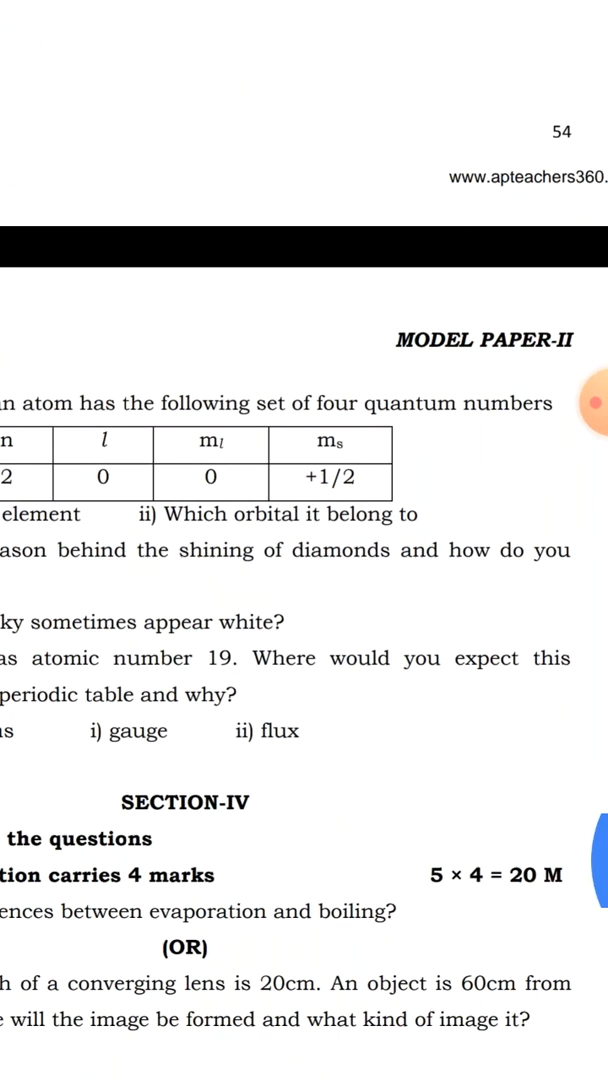 54
www.apteachers360.
MODEL PAPER-II
an atom has the following set of four quantum numbers
n l ml ms
2 0 0 +1/2
element ii) Which orbital it belong to
ason behind the shining of diamonds and how do you
ky sometimes appear white?
as atomic number 19. Where would you expect this
periodic table and why?
s i) gauge ii) flux
SECTION-IV
the questions
tion carries 4 marks 5 × 4 = 20 M
ences between evaporation and boiling?
(OR)
h of a converging lens is 20cm. An object is 60cm from
e will the image be formed and what kind of image it?